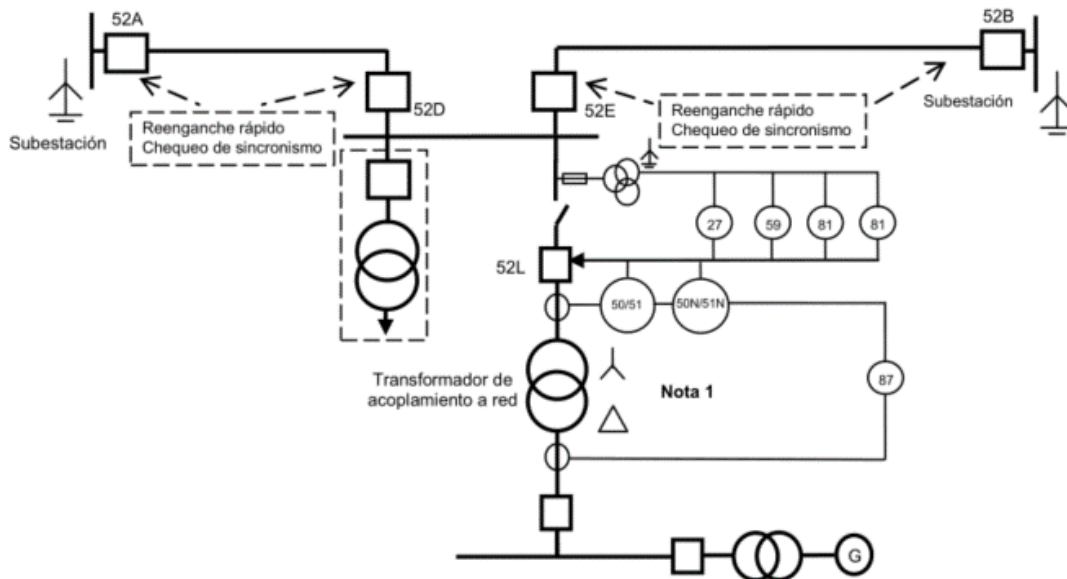 52A
52B
52D
52E
Reenganche rápido
Chequeo de sincronismo
Subestación
Reenganche rápido
Chequeo de sincronismo
Subestación
27
59
81
81
52L
50/51
50N/51N
Transformador de
acoplamiento a red
Nota 1
87
G